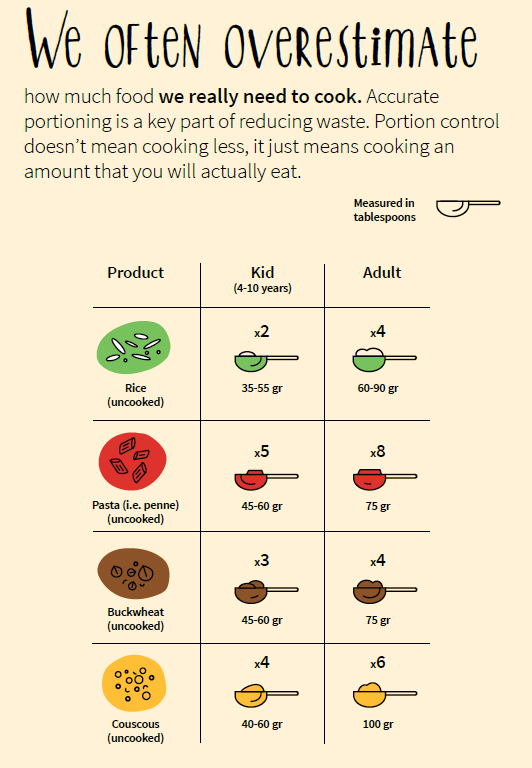 We often overestimate
how much food we really need to cook. Accurate
portioning is a key part of reducing waste. Portion control
doesn’t mean cooking less, it just means cooking an
amount that you will actually eat.
Measured in
tablespoons
Product Kid Adult
(4-10 years)
x2 x4
Rice 35-55 gr 60-90 gr
(uncooked)
x5 x8
Pasta (i.e. penne) 45-60 gr 75 gr
(uncooked)
x3 x4
Buckwheat 45-60 gr 75 gr
(uncooked)
x4 x6
Couscous 40-60 gr 100 gr
(uncooked)